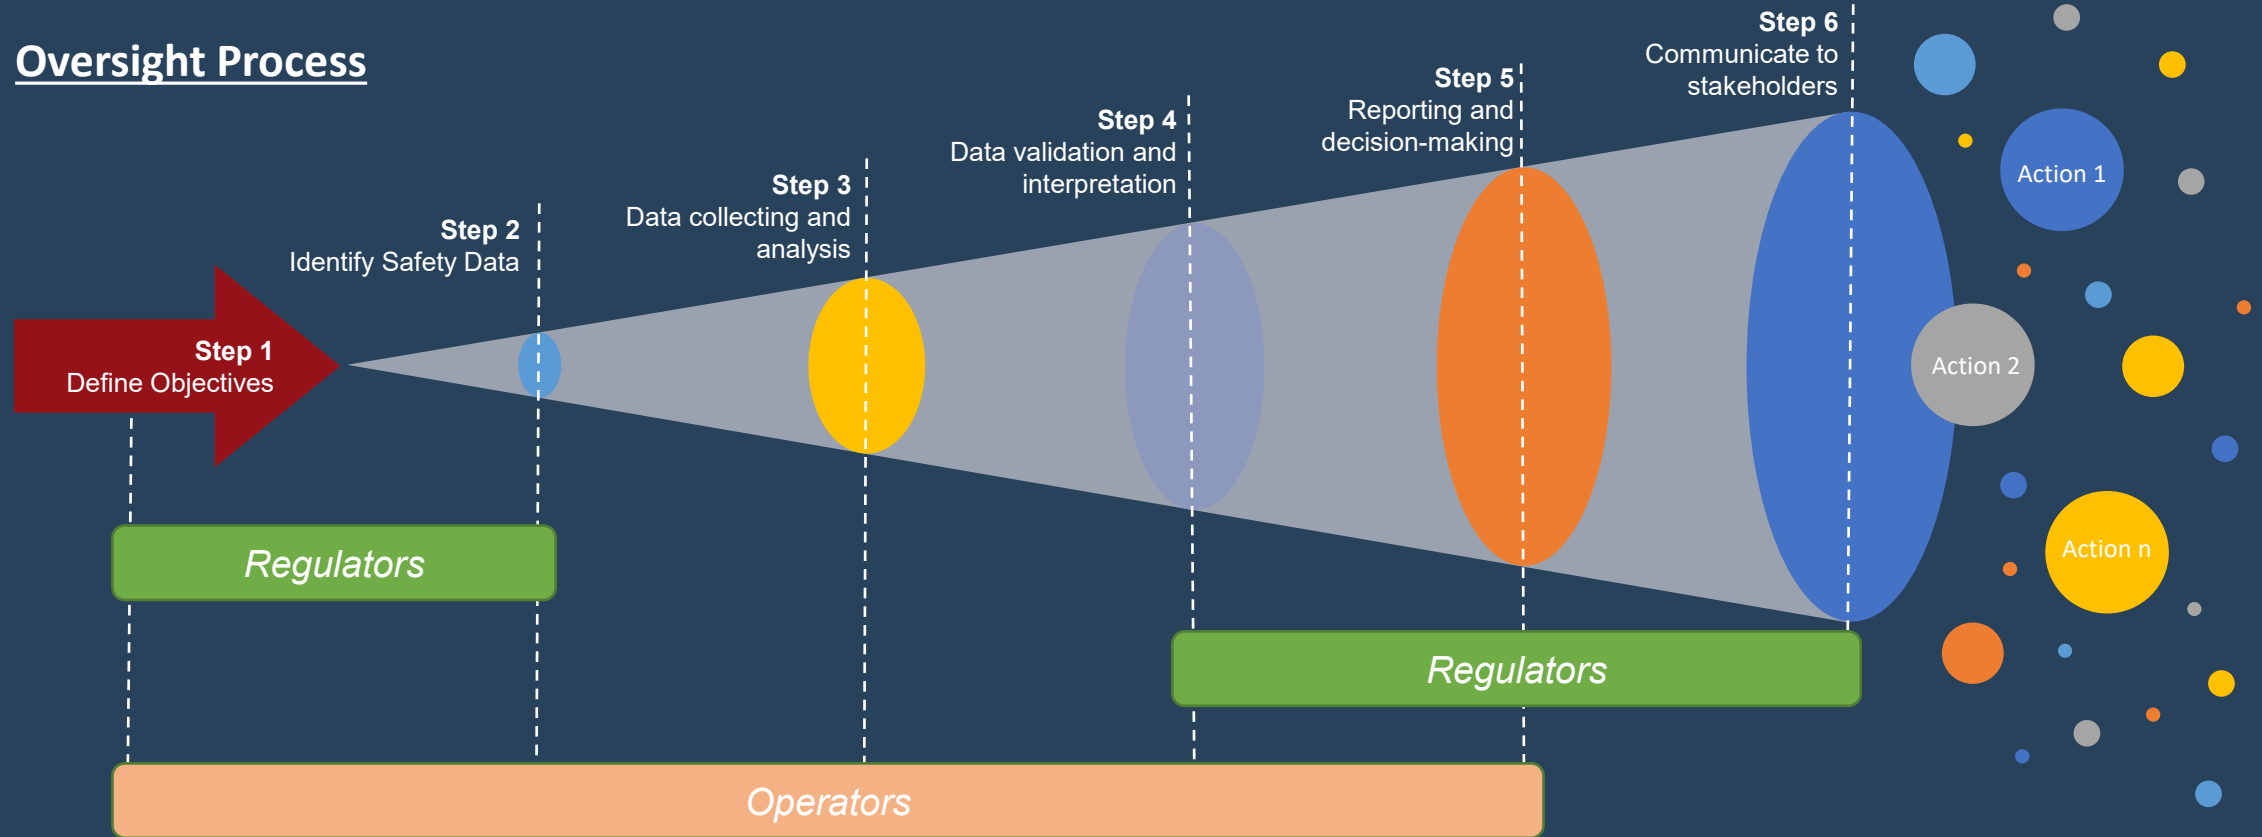 Oversight Process
Step 1
Define Objectives
Step 2
Identify Safety Data
Step 3
Data collecting and
analysis
Step 4
Data validation and
interpretation
Step 5
Reporting and
decision-making
Step 6
Communicate to
stakeholders
Action 1
Action 2
Action n
Regulators
Regulators
Operators